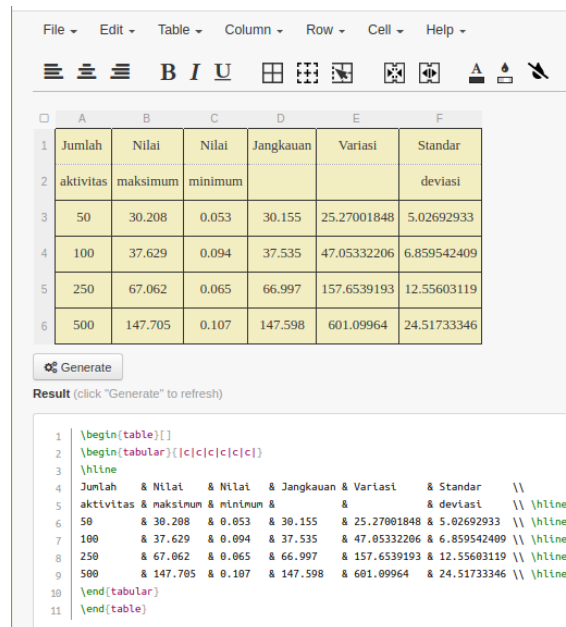 File Edit Table Column Row Cell Help
B I U A
A B C D E F
1 Jumlah Nilai Nilai Jangkauan Variasi Standar
2 aktivitas maksimum minimum deviasi
3 50 30.208 0.053 30.155 25.27001848 5.02692933
4 100 37.629 0.094 37.535 47.05332206 6.859542409
5 250 67.062 0.065 66.997 157.6539193 12.55603119
6 500 147.705 0.107 147.598 601.09964 24.51733346
Generate
Result (click "Generate" to refresh)
1 \begin{table}[]
2 \begin{tabular}{|c|c|c|c|c|c|}
3 \hline
4 Jumlah & Nilai & Nilai & Jangkauan & Variasi & Standar \\
5 aktivitas & maksimum & minimum & & & deviasi \\ \hline
6 50 & 30.208 & 0.053 & 30.155 & 25.27001848 & 5.02692933 \\ \hline
7 100 & 37.629 & 0.094 & 37.535 & 47.05332206 & 6.859542409 \\ \hline
8 250 & 67.062 & 0.065 & 66.997 & 157.6539193 & 12.55603119 \\ \hline
9 500 & 147.705 & 0.107 & 147.598 & 601.09964 & 24.51733346 \\ \hline
10 \end{tabular}
11 \end{table}